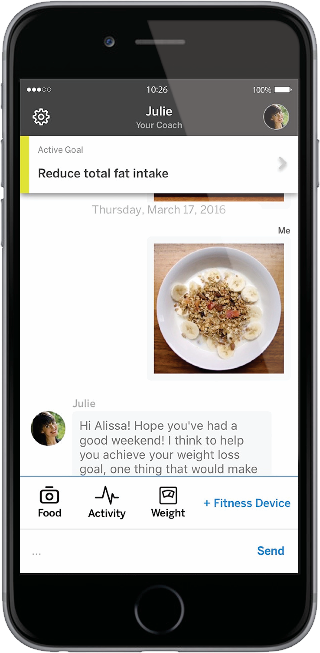 10:26
100%
Julie
Your Coach
Active Goal
Reduce total fat intake
Thursday, March 17, 2016
Me
Julie
Hi Alissa! Hope you've had a
good weekend! I think to help
you achieve your weight loss
goal, one thing that would make
Food
Activity
Weight
+ Fitness Device
...
Send